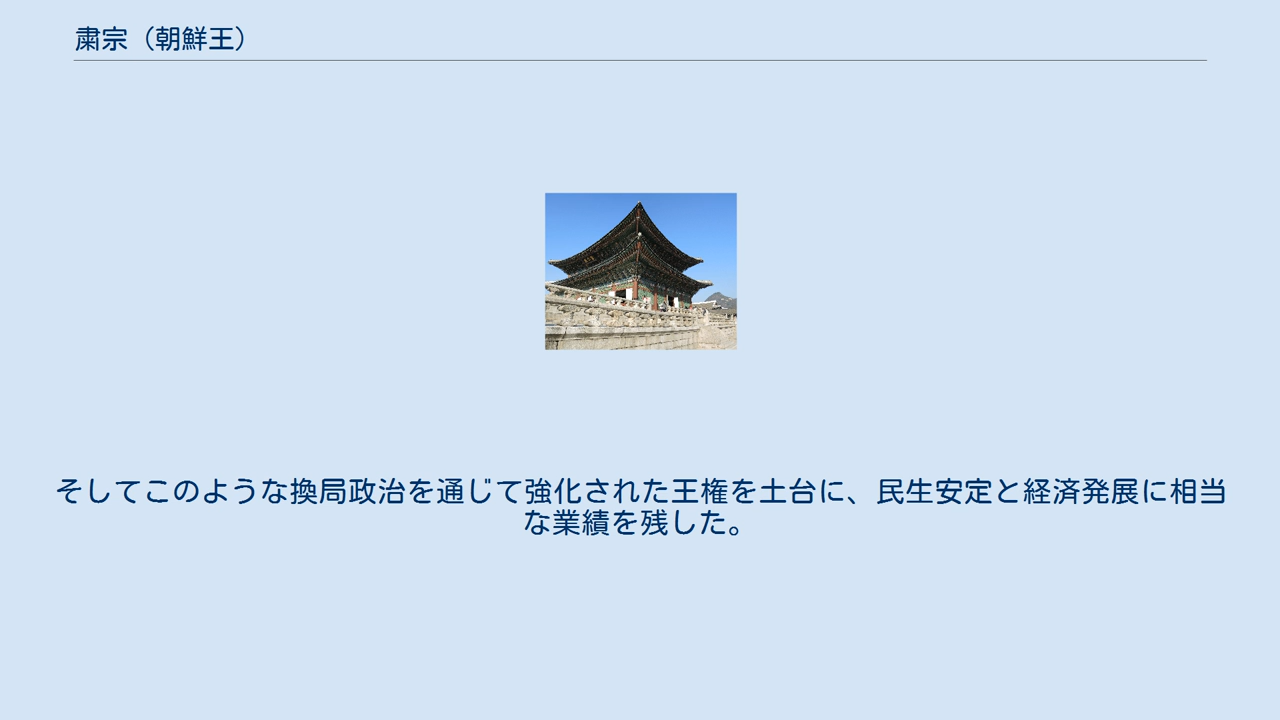 粛宗（朝鮮王）
そしてこのような換局政治を通じて強化された王権を土台に、民生安定と経済発展に相当
な業績を残した。